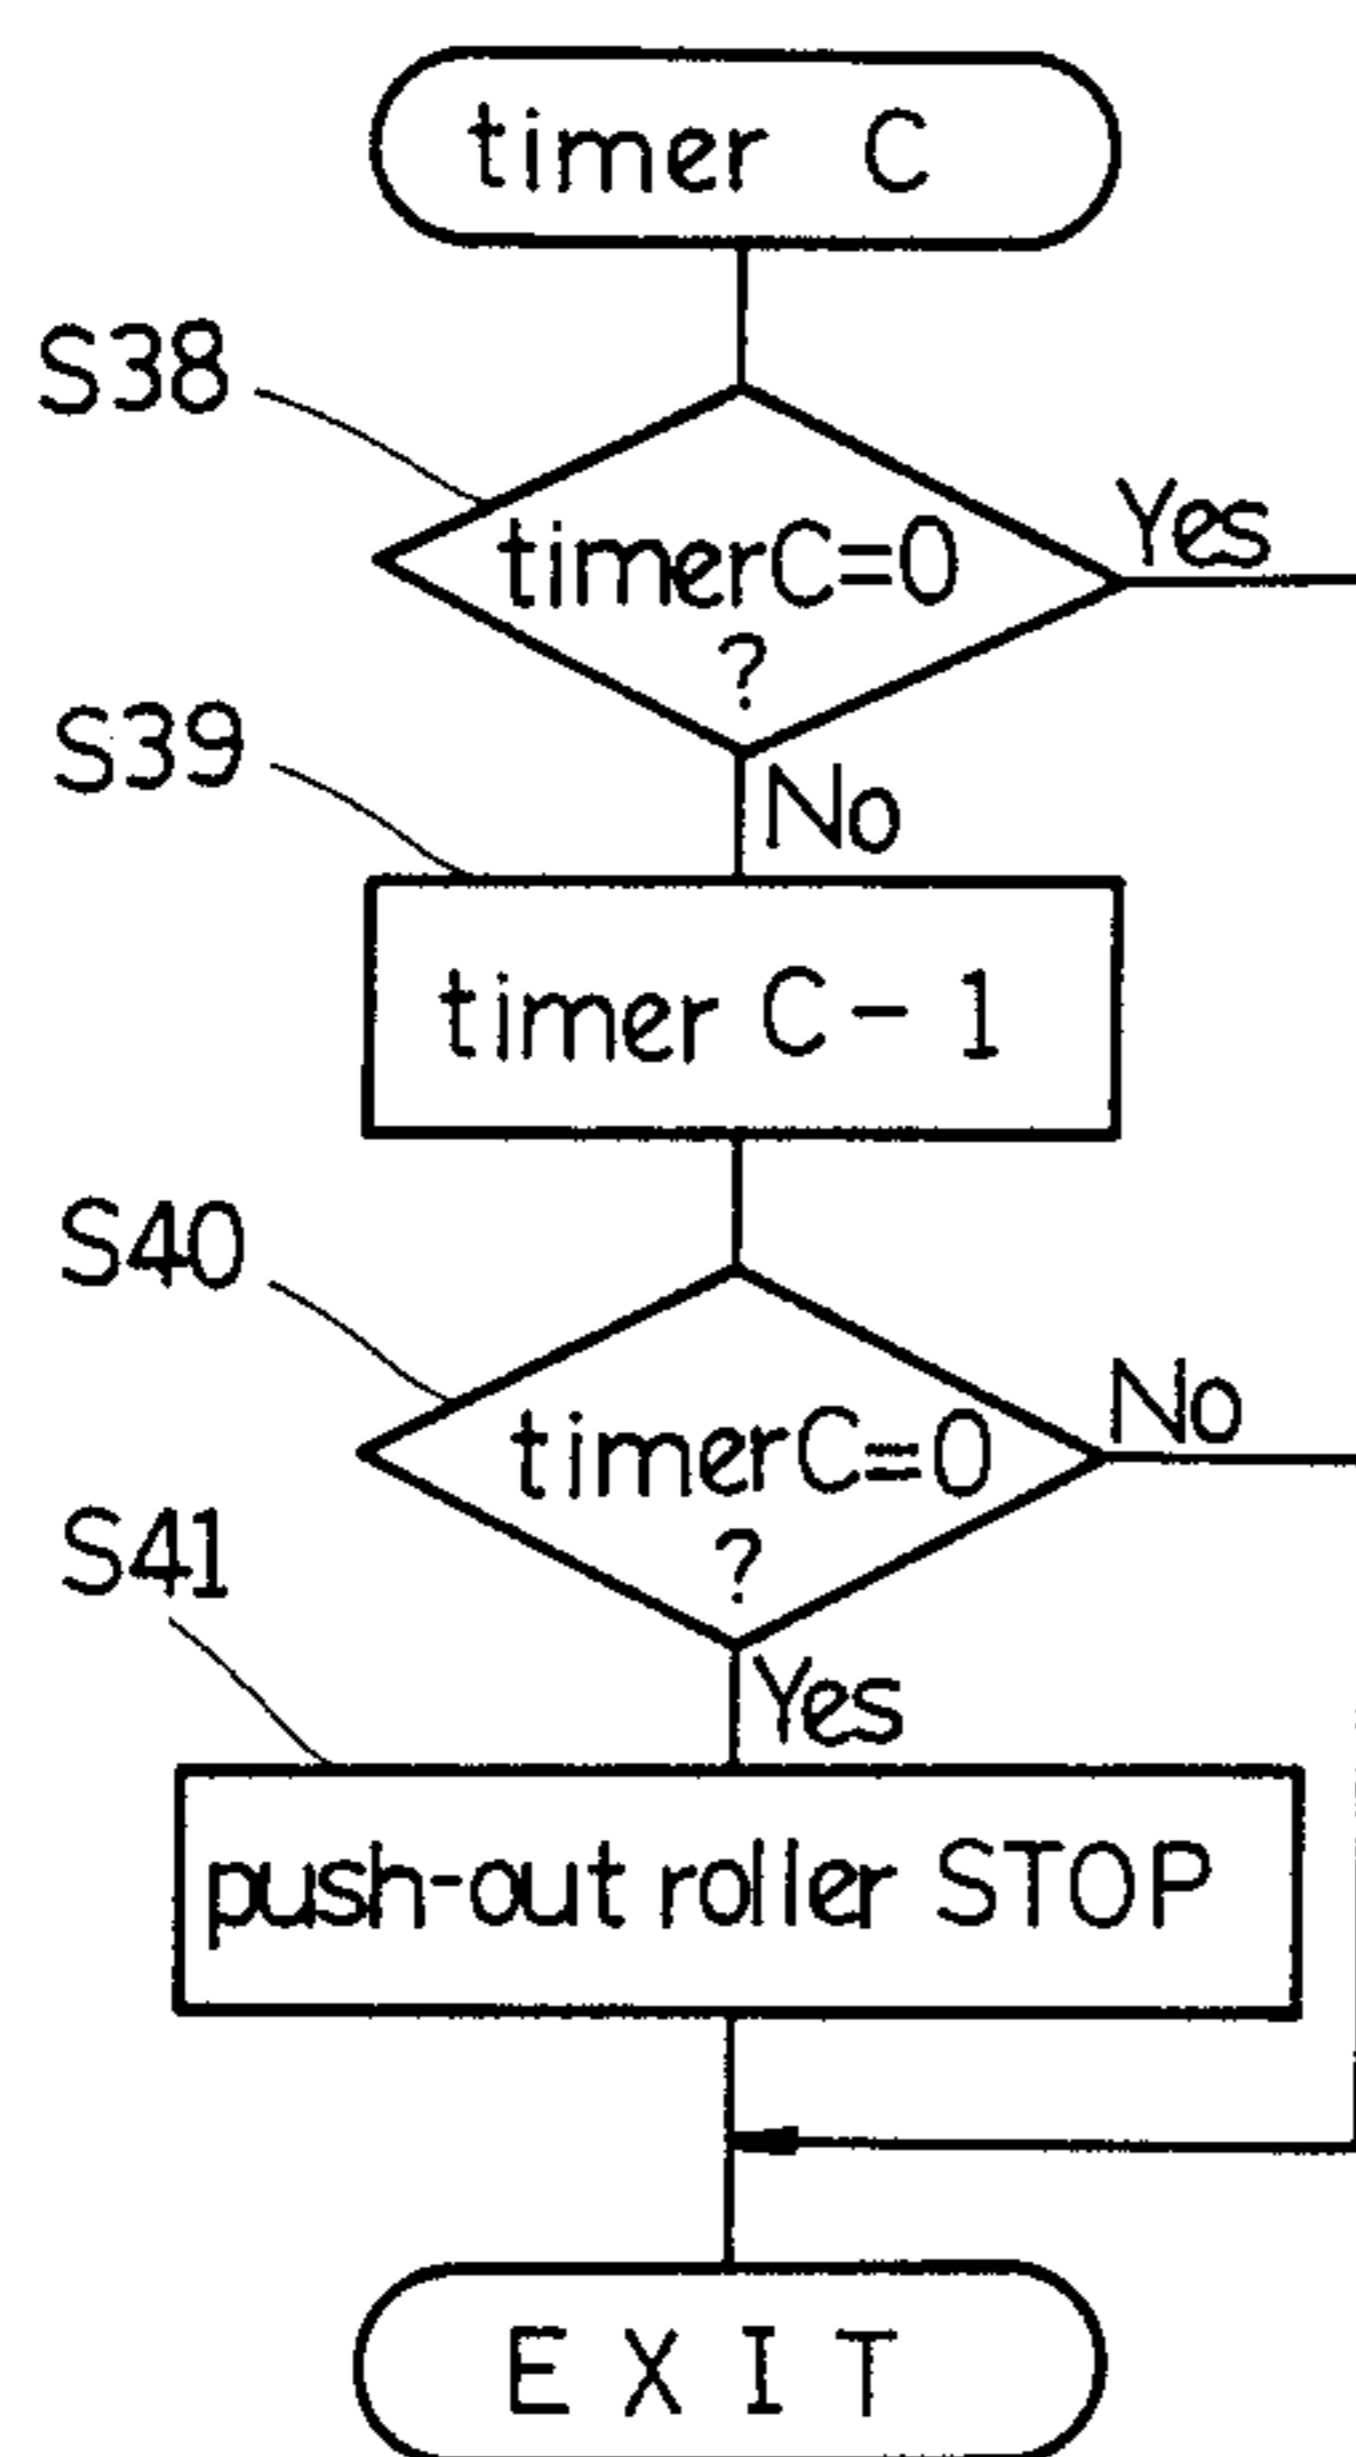 timer C
S38
timerC=0
?
Yes
No
S39
timer C - 1
S40
timerC=0
?
No
Yes
S41
push-out roller STOP
EXIT